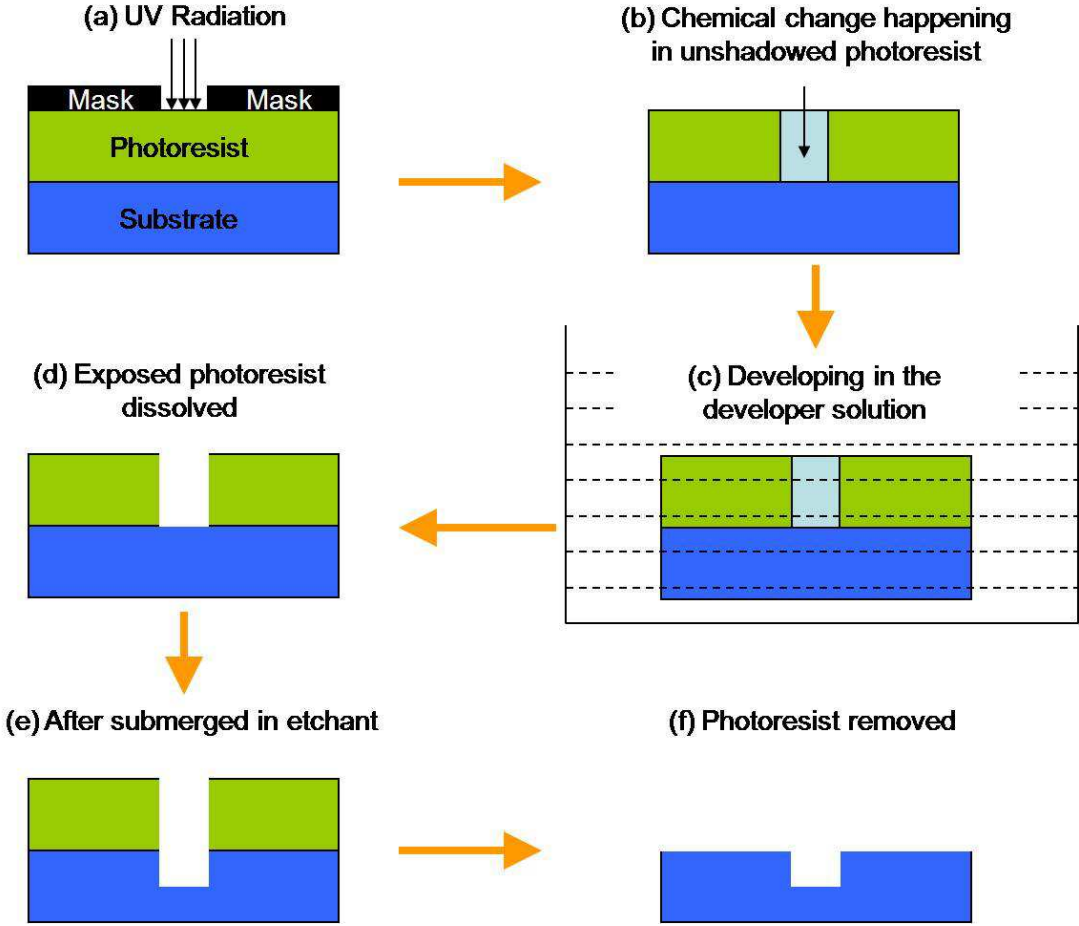 (a) UV Radiation
Mask Mask
Photoresist
Substrate
(b) Chemical change happening
in unshadowed photoresist
(c) Developing in the
developer solution
(d) Exposed photoresist
dissolved
(e) After submerged in etchant
(f) Photoresist removed